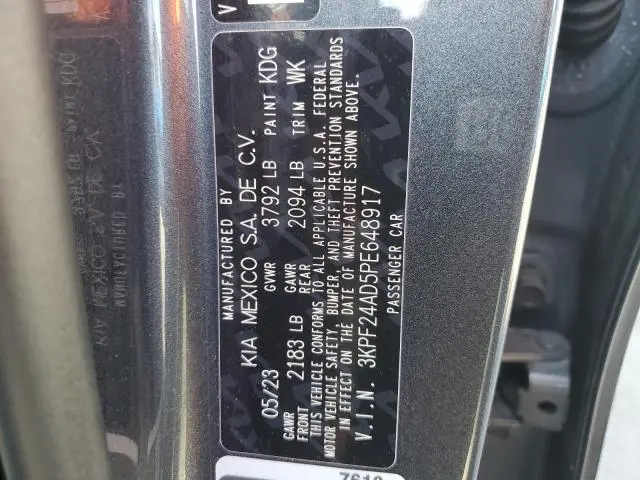 MANUFACTURED BY
KIA MEXICO S.A. DE C.V.
05/23 GVWR 3792 LB PAINT KDG
GAWR FRONT 2183 LB GAWR REAR 2094 LB TRIM WK
THIS VEHICLE CONFORMS TO ALL APPLICABLE U.S.A. FEDERAL
MOTOR VEHICLE SAFETY, BUMPER, AND THEFT PREVENTION STANDARDS
IN EFFECT ON THE DATE OF MANUFACTURE SHOWN ABOVE.
V.I.N. 3KPF24AD5PE648917
PASSENGER CAR